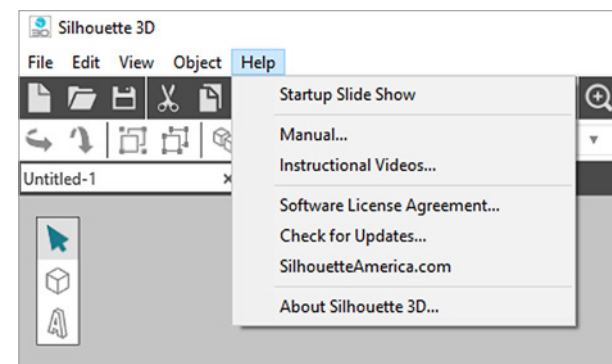 Silhouette 3D
File Edit View Object Help
Startup Slide Show
Manual...
Instructional Videos...
Untitled-1
Software License Agreement...
Check for Updates...
SilhouetteAmerica.com
About Silhouette 3D...